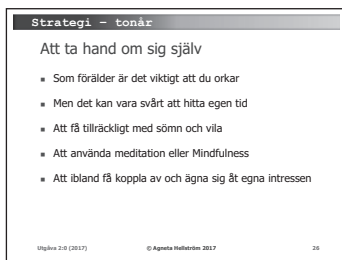 Strategi – tonår
Att ta hand om sig själv
▪ Som förälder är det viktigt att du orkar
▪ Men det kan vara svårt att hitta egen tid
▪ Att få tillräckligt med sömn och vila
▪ Att använda meditation eller Mindfulness
▪ Att ibland få koppla av och ägna sig åt egna intressen
Utgåva 2:0 (2017) © Agneta Hellström 2017 26